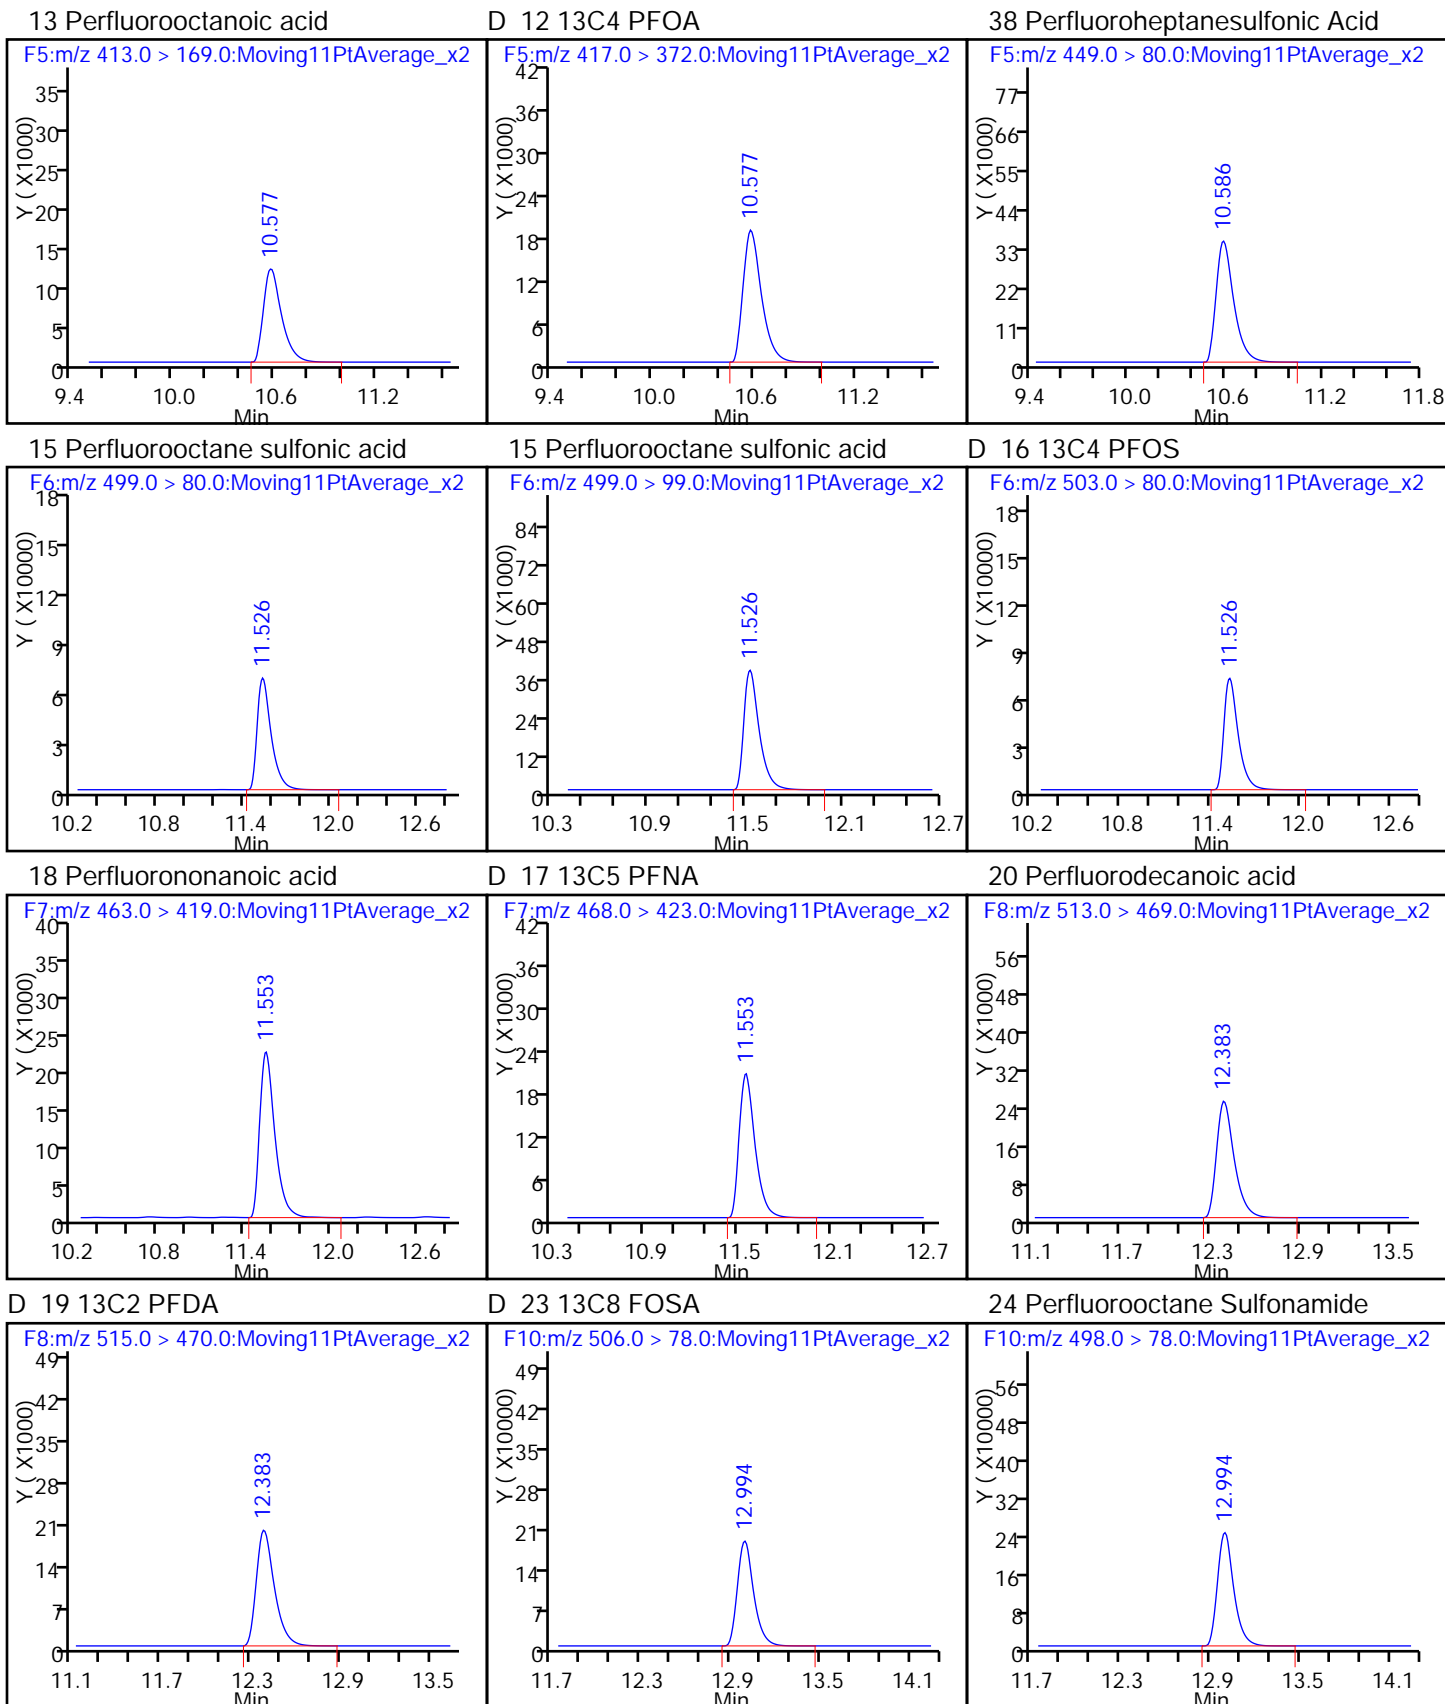 13 Perfluorooctanoic acid
F5:m/z 413.0 > 169.0:Moving11PtAverage_x2
Y ( X1000)
35
30
25
20
15
10
5
0
10.577
9.4 10.0 10.6 11.2
Min
D 12 13C4 PFOA
F5:m/z 417.0 > 372.0:Moving11PtAverage_x2
Y ( X1000)
42
36
30
24
18
12
6
0
10.577
9.4 10.0 10.6 11.2
Min
38 Perfluoroheptanesulfonic Acid
F5:m/z 449.0 > 80.0:Moving11PtAverage_x2
Y ( X1000)
77
66
55
44
33
22
11
0
10.586
9.4 10.0 10.6 11.2 11.8
Min
15 Perfluorooctane sulfonic acid
F6:m/z 499.0 > 80.0:Moving11PtAverage_x2
Y ( X10000)
18
15
12
9
6
3
0
11.526
10.2 10.8 11.4 12.0 12.6
Min
15 Perfluorooctane sulfonic acid
F6:m/z 499.0 > 99.0:Moving11PtAverage_x2
Y ( X1000)
84
72
60
48
36
24
12
0
11.526
10.3 10.9 11.5 12.1 12.7
Min
D 16 13C4 PFOS
F6:m/z 503.0 > 80.0:Moving11PtAverage_x2
Y ( X10000)
18
15
12
9
6
3
0
11.526
10.2 10.8 11.4 12.0 12.6
Min
18 Perfluorononanoic acid
F7:m/z 463.0 > 419.0:Moving11PtAverage_x2
Y ( X1000)
40
35
30
25
20
15
10
5
0
11.553
10.2 10.8 11.4 12.0 12.6
Min
D 17 13C5 PFNA
F7:m/z 468.0 > 423.0:Moving11PtAverage_x2
Y ( X1000)
42
36
30
24
18
12
6
0
11.553
10.3 10.9 11.5 12.1 12.7
Min
20 Perfluorodecanoic acid
F8:m/z 513.0 > 469.0:Moving11PtAverage_x2
Y ( X1000)
56
48
40
32
24
16
8
0
12.383
11.1 11.7 12.3 12.9 13.5
Min
D 19 13C2 PFDA
F8:m/z 515.0 > 470.0:Moving11PtAverage_x2
Y ( X1000)
49
42
35
28
21
14
7
0
12.383
11.1 11.7 12.3 12.9 13.5
Min
D 23 13C8 FOSA
F10:m/z 506.0 > 78.0:Moving11PtAverage_x2
Y ( X10000)
49
42
35
28
21
14
7
0
12.994
11.7 12.3 12.9 13.5 14.1
Min
24 Perfluorooctane Sulfonamide
F10:m/z 498.0 > 78.0:Moving11PtAverage_x2
Y ( X10000)
56
48
40
32
24
16
8
0
12.994
11.7 12.3 12.9 13.5 14.1
Min